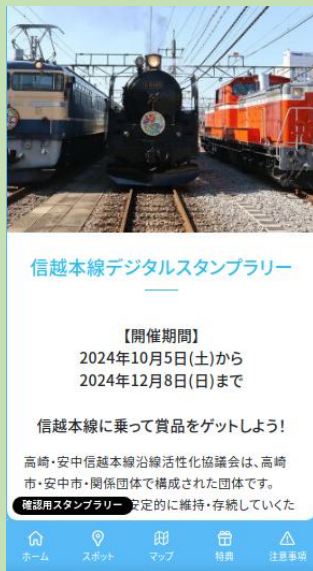 信越本線デジタルスタンプラリー
【開催期間】
2024年10月5日(土)から
2024年12月8日(日)まで
信越本線に乗って賞品をゲットしよう!
高崎・安中信越本線沿線活性化協議会は、高崎
市・安中市・関係団体で構成された団体です。
確認用スタンプラリー 安定的に維持・存続していくた
ホーム スポット マップ 特典 注意事項